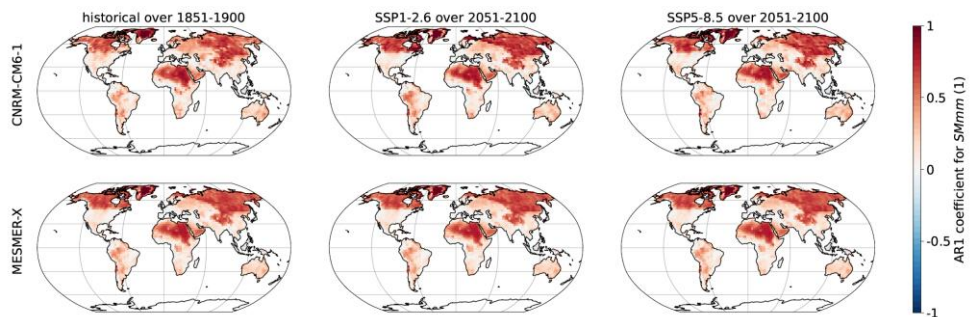 historical over 1851-1900
SSP1-2.6 over 2051-2100
SSP5-8.5 over 2051-2100
CNRM-CM6-1
MESMER-X
1
0.5
0
-0.5
-1
AR1 coefficient for SMmm (1)